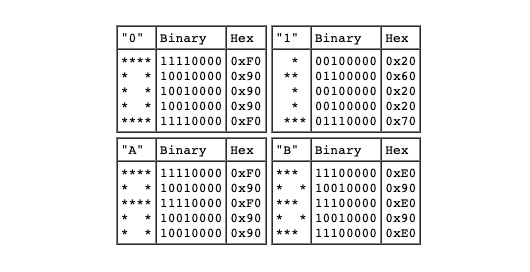 "0" Binary Hex "1" Binary Hex
**** 11110000 0xF0   *   00100000 0x20
*  * 10010000 0x90  **   01100000 0x60
*  * 10010000 0x90   *   00100000 0x20
*  * 10010000 0x90   *   00100000 0x20
**** 11110000 0xF0  ***  01110000 0x70
"A" Binary Hex "B" Binary Hex
**** 11110000 0xF0 ***  11100000 0xE0
*  * 10010000 0x90 *  * 10010000 0x90
**** 11110000 0xF0 ***  11100000 0xE0
*  * 10010000 0x90 *  * 10010000 0x90
*  * 10010000 0x90 ***  11100000 0xE0